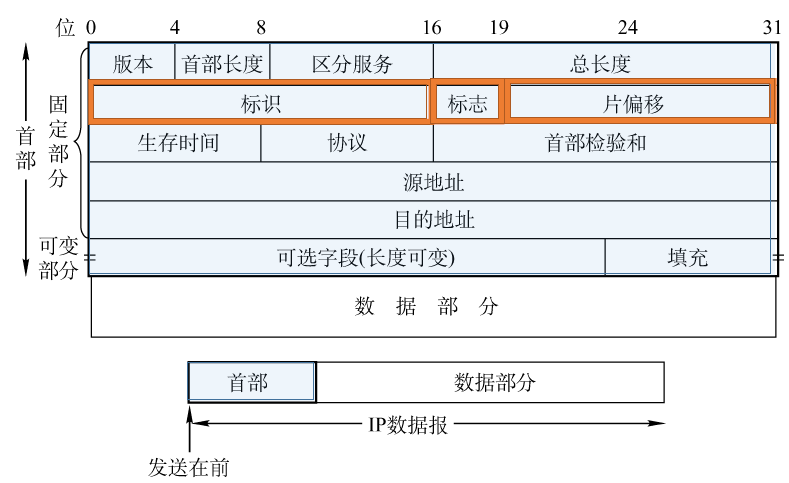 位 0 4 8 16 19 24 31
版本 首部长度 区分服务 总长度
标识 标志 片偏移
生存时间 协议 首部检验和
源地址
目的地址
可选字段(长度可变) 填充
数据部分
首部
固定部分
可变
部分
首部 数据部分
IP数据报
发送在前